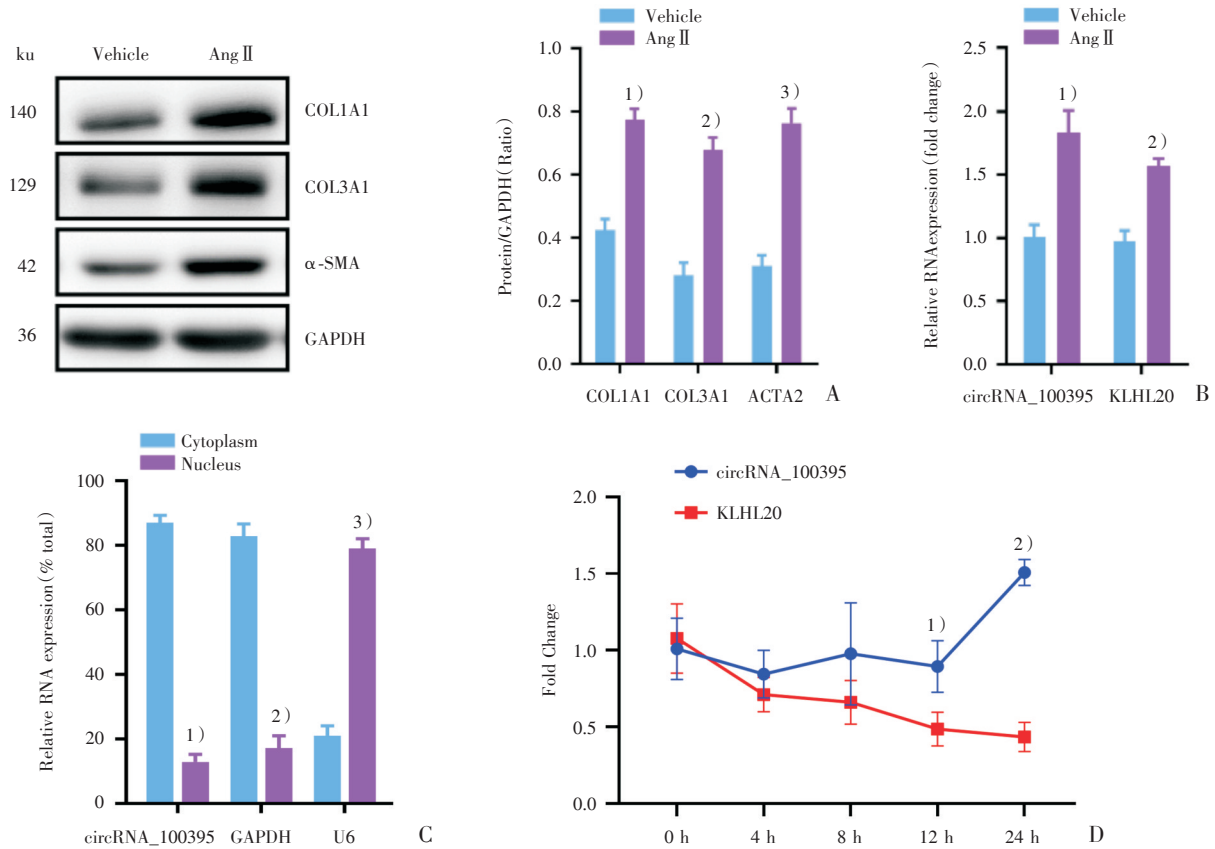 ku
Vehicle
Ang Ⅱ
140
COL1A1
129
COL3A1
42
α-SMA
36
GAPDH
Vehicle
Ang Ⅱ
Protein/GAPDH(Ratio)
1.0
0.8
0.6
0.4
0.2
0.0
1)
2)
3)
COL1A1
COL3A1
ACTA2
A
Vehicle
Ang Ⅱ
Relative RNAexpression(fold change)
2.5
2.0
1.5
1.0
0.5
0.0
1)
2)
circRNA_100395
KLHL20
B
Cytoplasm
Nucleus
Relative RNA expression(% total)
100
80
60
40
20
0
1)
2)
3)
circRNA_100395
GAPDH
U6
C
circRNA_100395
KLHL20
Fold Change
2.0
1.5
1.0
0.5
0.0
1)
2)
0 h
4 h
8 h
12 h
24 h
D